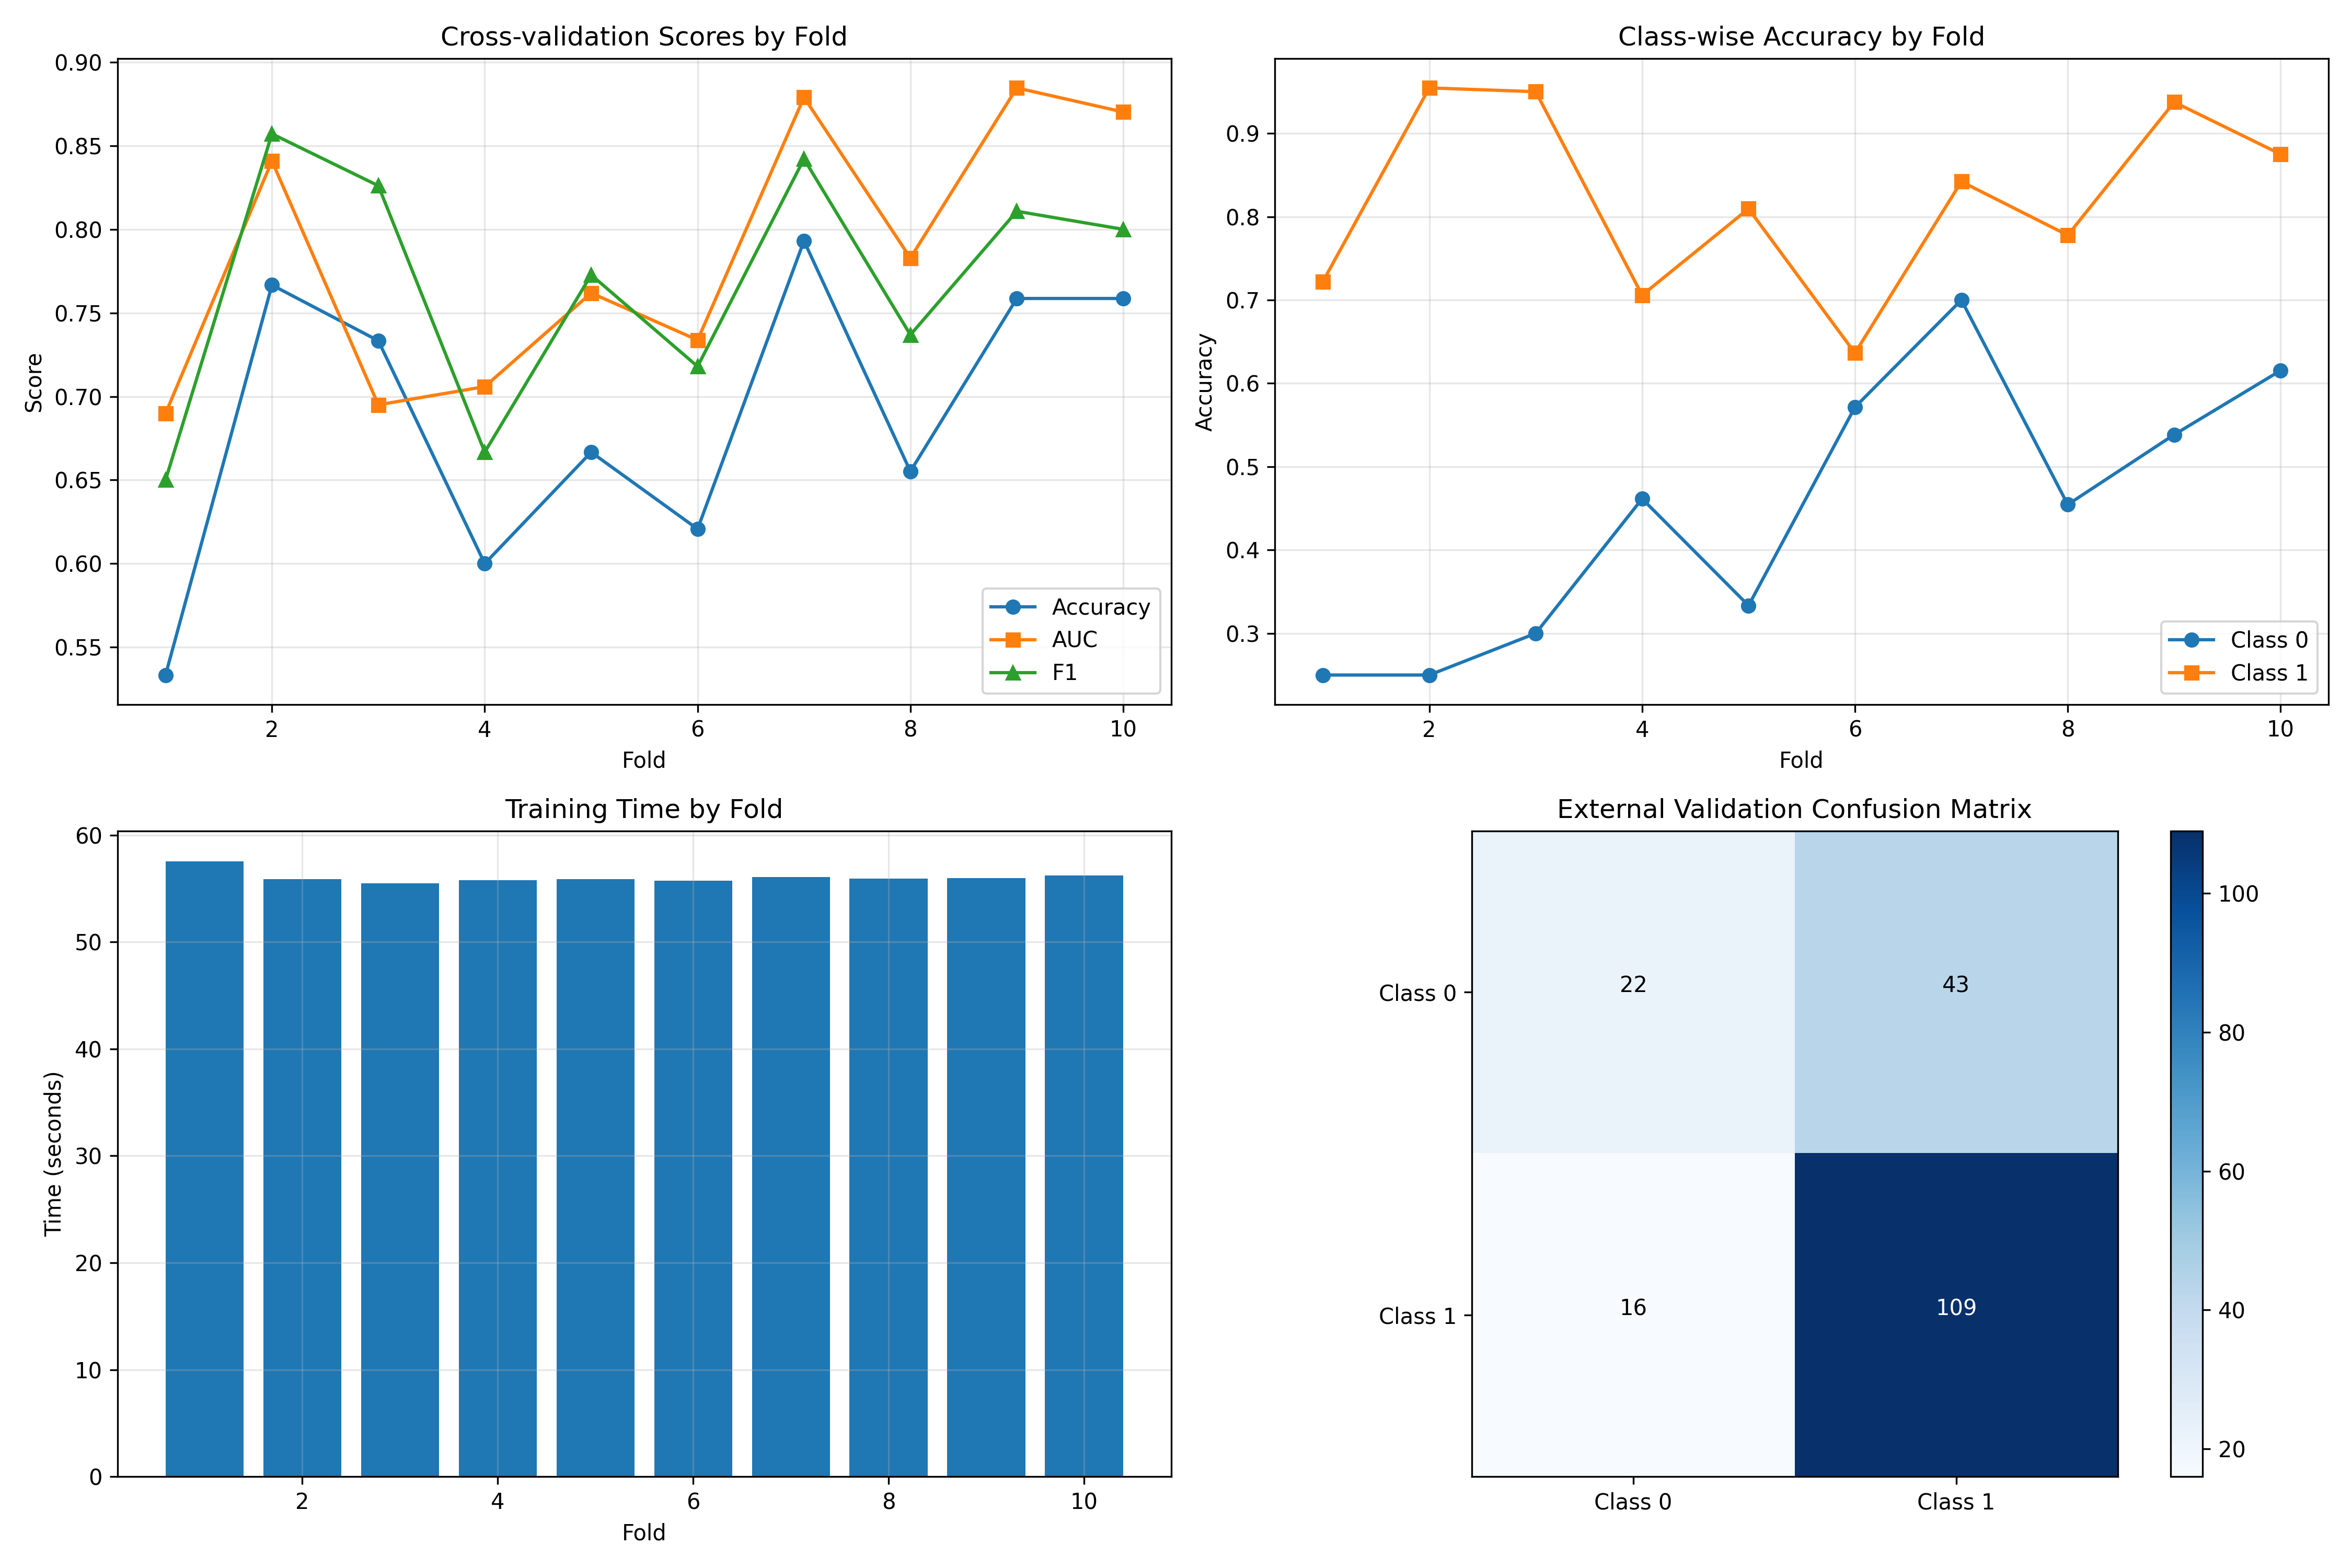 Cross-validation Scores by Fold
0.90
0.85
0.80
0.75
0.70
0.65
0.60
0.55
Score
2 4 6 8 10
Fold
Accuracy
AUC
F1
Class-wise Accuracy by Fold
0.9
0.8
0.7
0.6
0.5
0.4
0.3
Accuracy
2 4 6 8 10
Fold
Class 0
Class 1
Training Time by Fold
60
50
40
30
20
10
0
Time (seconds)
2 4 6 8 10
Fold
External Validation Confusion Matrix
Class 0
22 43
Class 1
16 109
Class 0 Class 1
100
80
60
40
20